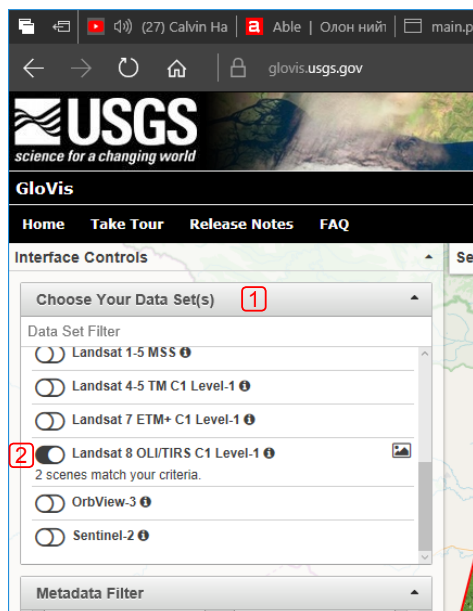 (27) Calvin Ha
a Able | Олон нийт
main.p
glovis.usgs.gov
USGS
science for a changing world
GloVis
Home Take Tour Release Notes FAQ
Interface Controls
Se
Choose Your Data Set(s) 1
Data Set Filter
Landsat 1-5 MSS
Landsat 4-5 TM C1 Level-1
Landsat 7 ETM+ C1 Level-1
2 Landsat 8 OLI/TIRS C1 Level-1
2 scenes match your criteria.
OrbView-3
Sentinel-2
Metadata Filter